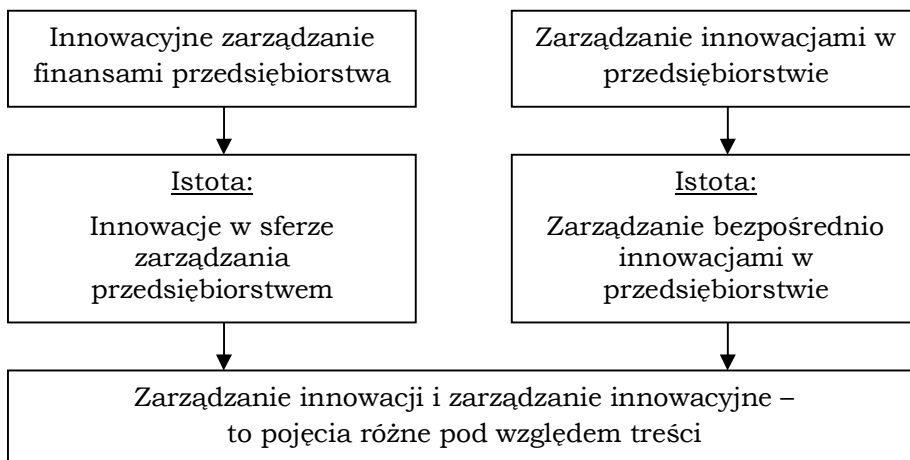 Innowacyjne zarządzanie
finansami przedsiębiorstwa
Zarządzanie innowacjami w
przedsiębiorstwie
Istota:
Innowacje w sferze
zarządzania
przedsiębiorstwem
Istota:
Zarządzanie bezpośrednio
innowacjami w
przedsiębiorstwie
Zarządzanie innowacji i zarządzanie innowacyjne –
to pojęcia różne pod względem treści